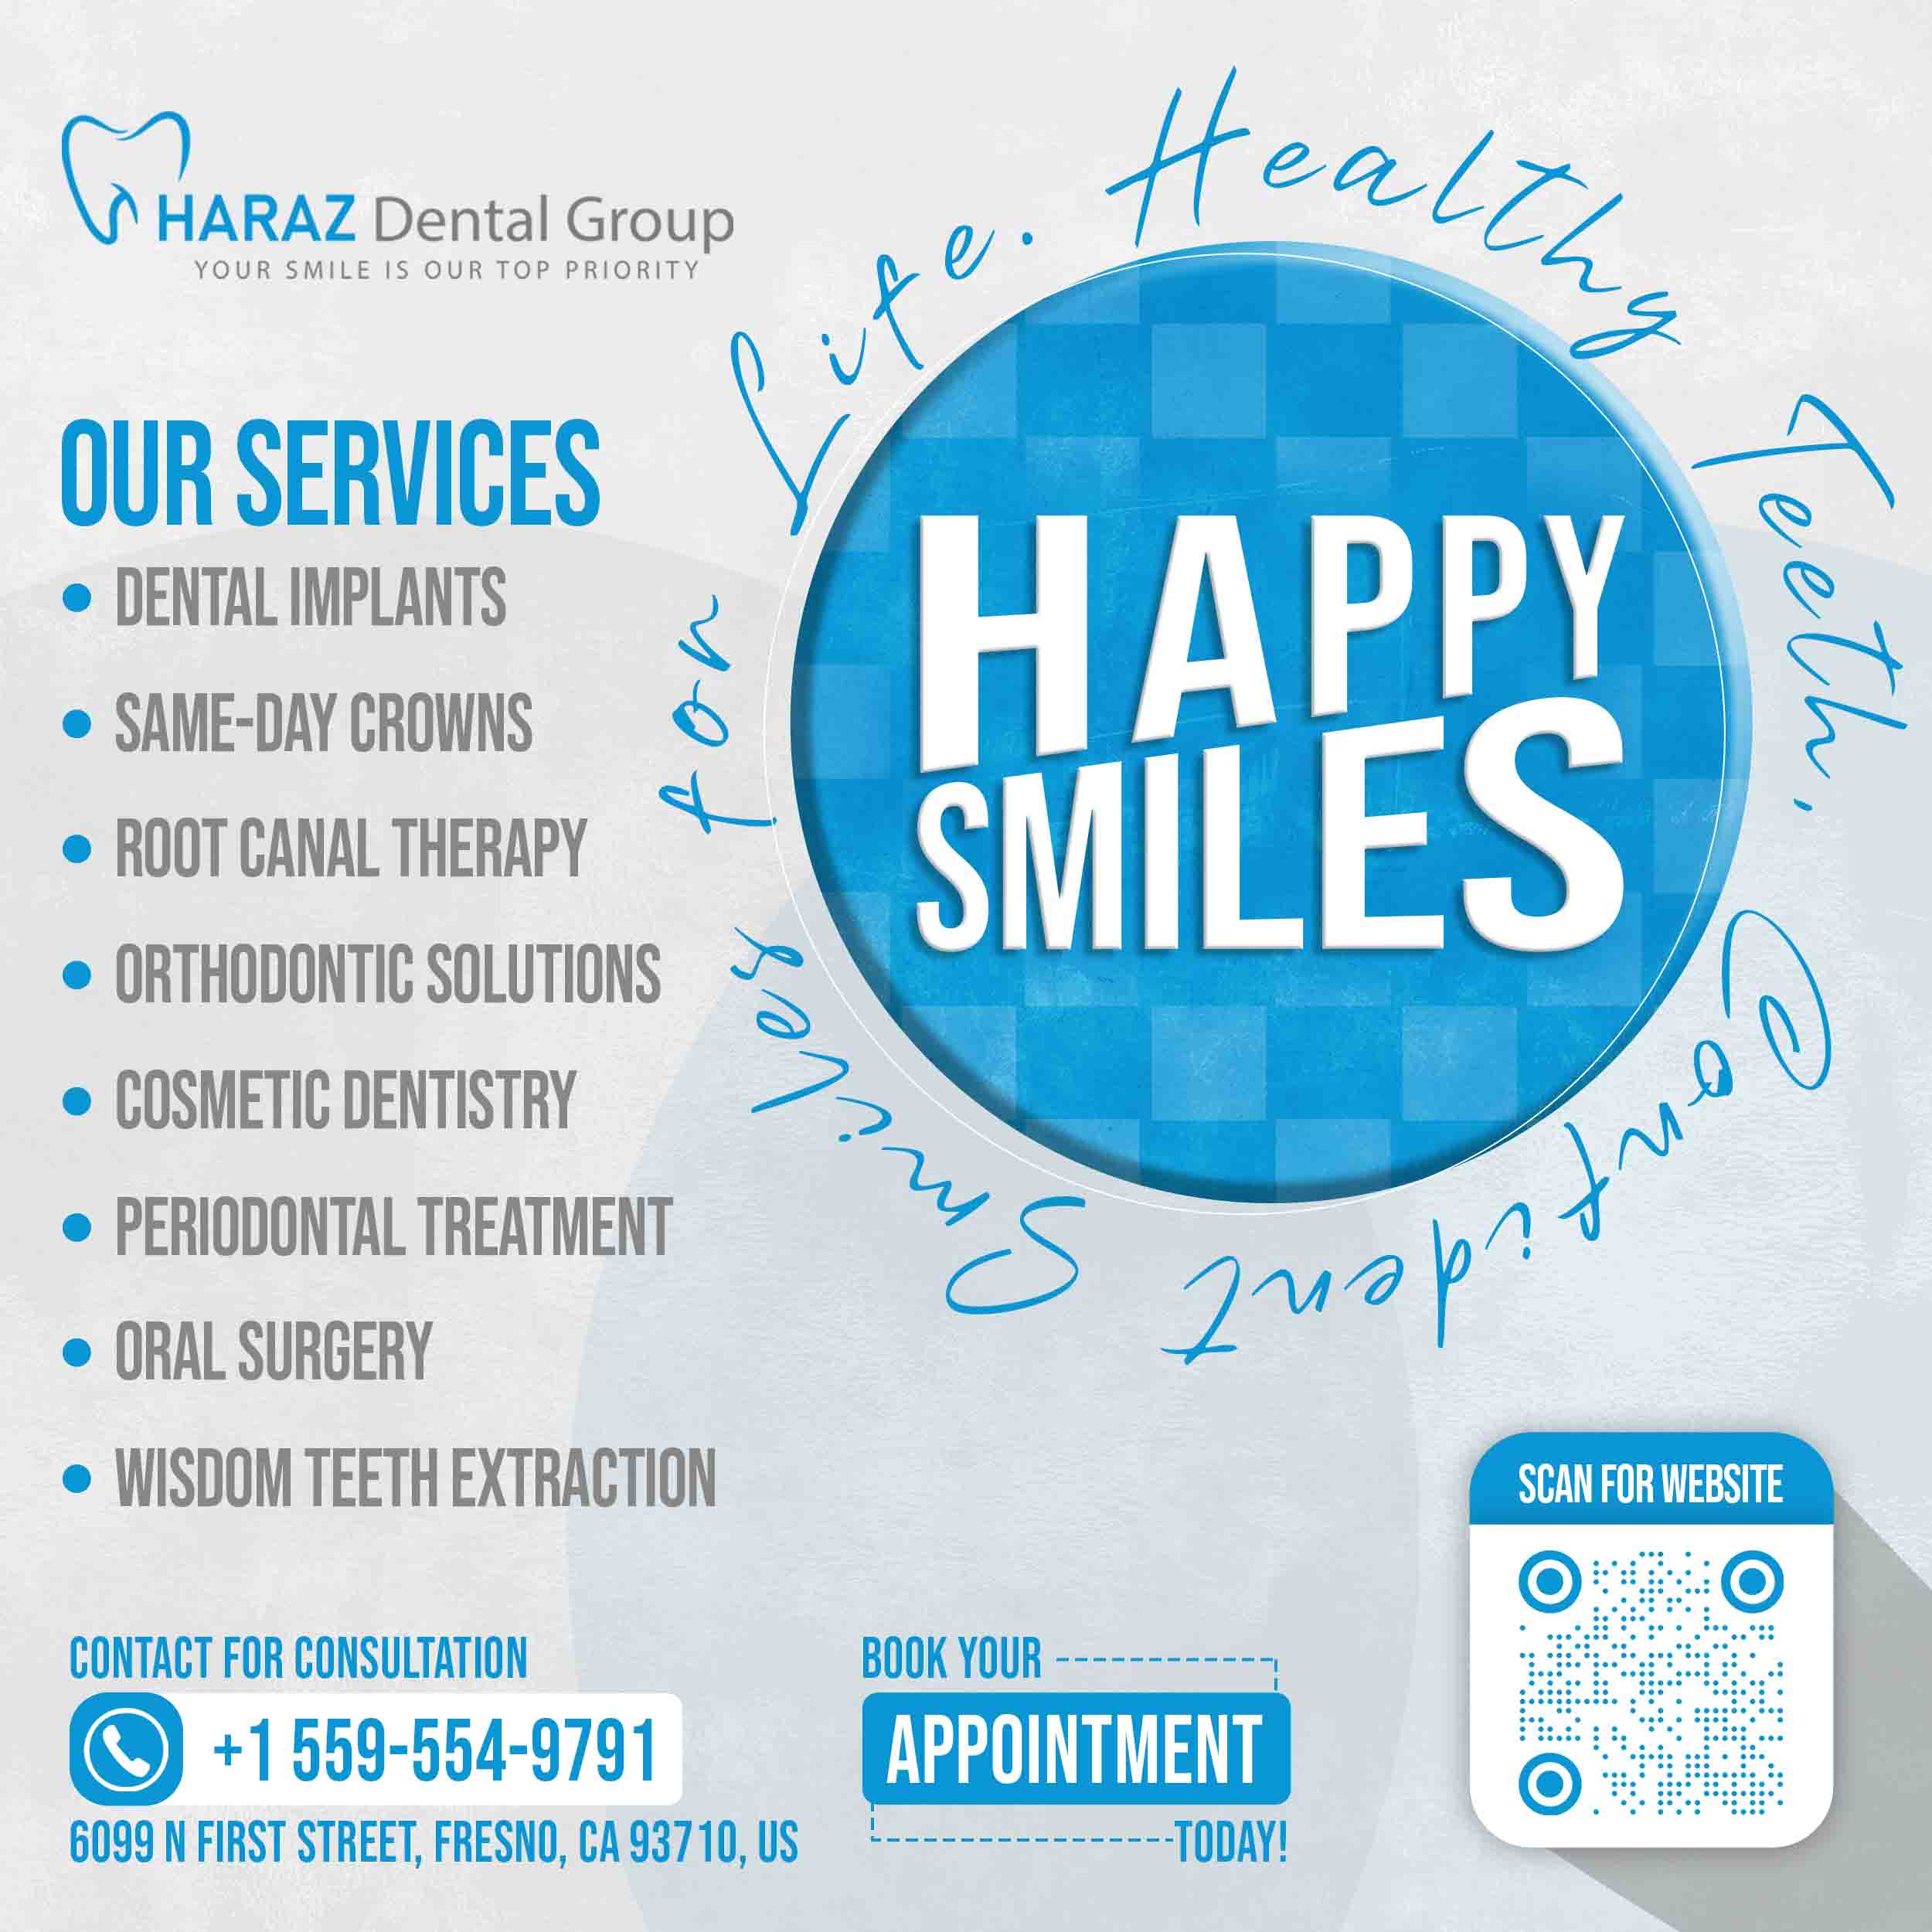 HARAZ Dental Group
YOUR SMILE IS OUR TOP PRIORITY
Healthy Teeth, Confident Smiles for Life.
HAPPY
SMILES
OUR SERVICES
• DENTAL IMPLANTS
• SAME-DAY CROWNS
• ROOT CANAL THERAPY
• ORTHODONTIC SOLUTIONS
• COSMETIC DENTISTRY
• PERIODONTAL TREATMENT
• ORAL SURGERY
• WISDOM TEETH EXTRACTION
CONTACT FOR CONSULTATION
+1 559-554-9791
6099 N FIRST STREET, FRESNO, CA 93710, US
BOOK YOUR
APPOINTMENT
TODAY!
SCAN FOR WEBSITE